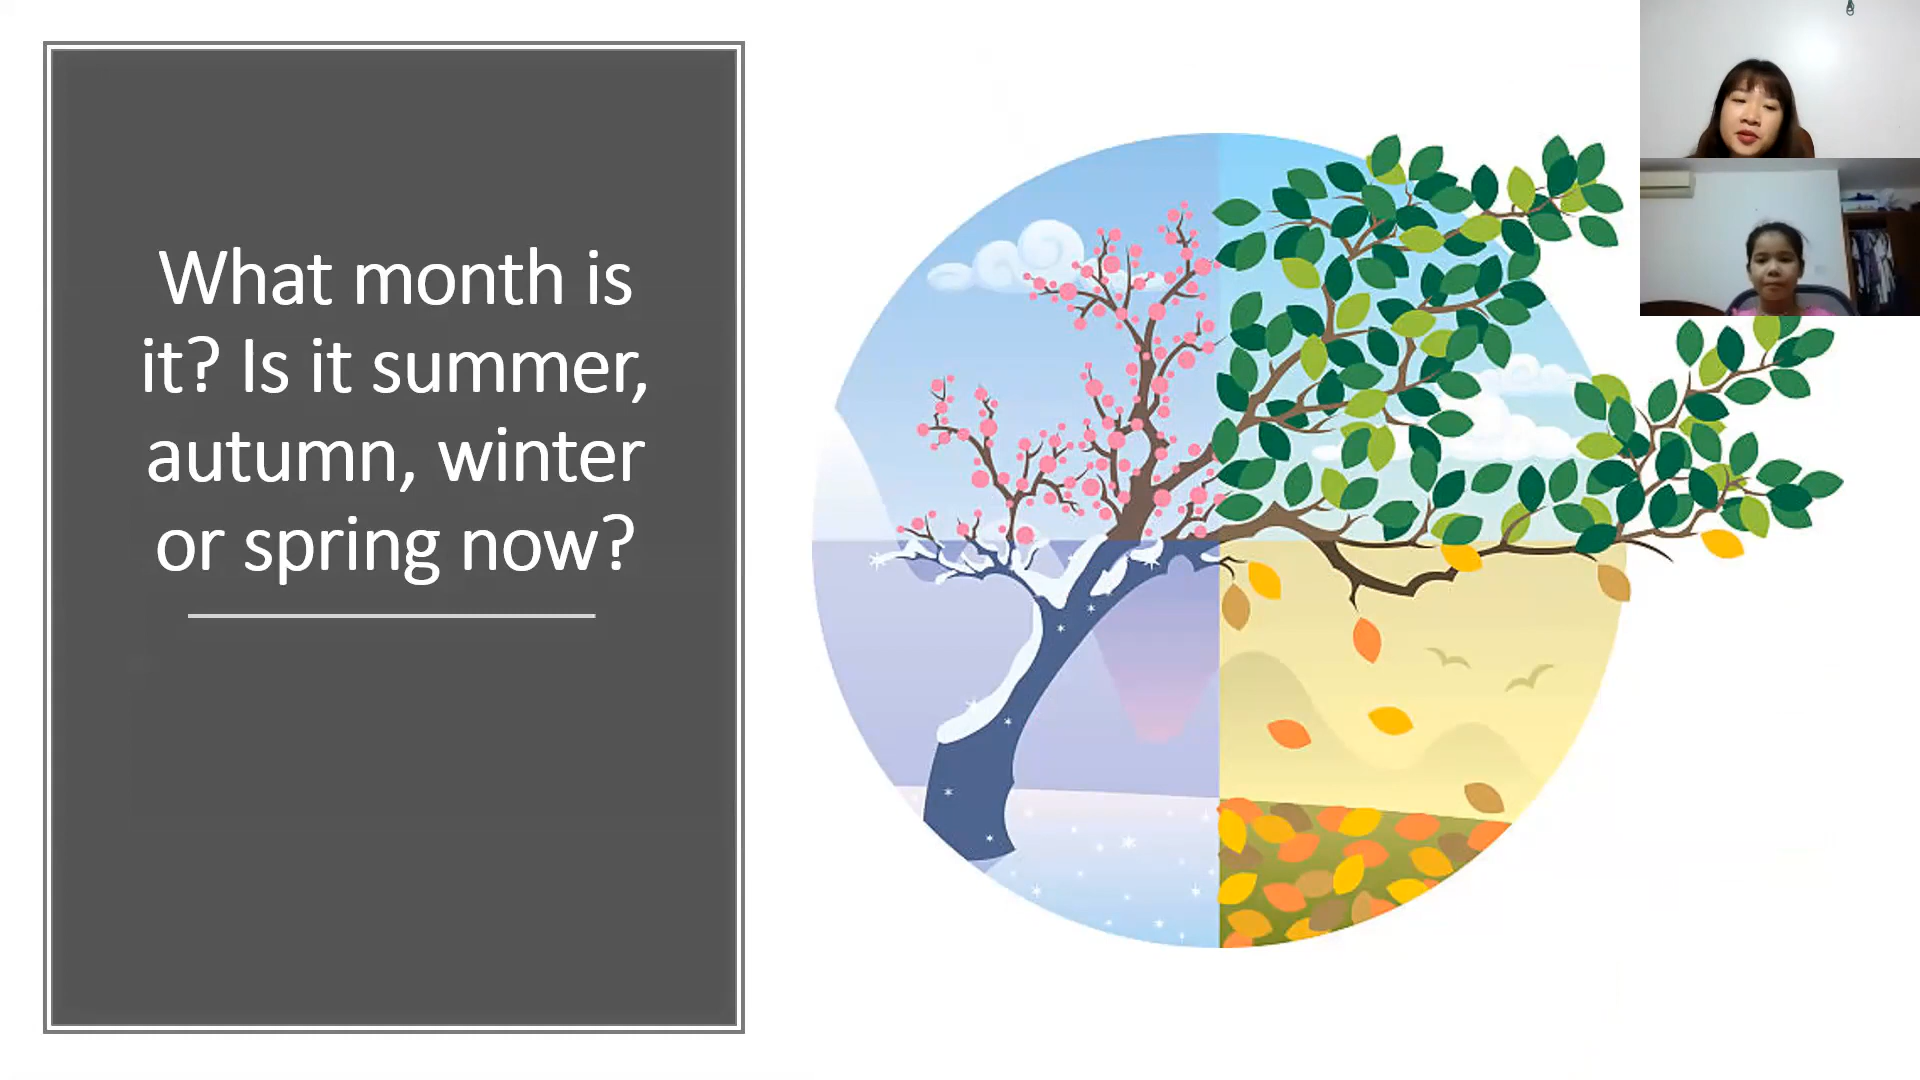 What month is
it? Is it summer,
autumn, winter
or spring now?